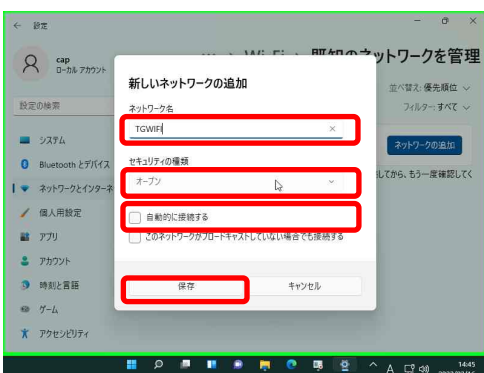 ← 設定
cap
ローカル アカウント
既知のネットワークを管理
並べ替え: 優先順位
フィルター: すべて
設定の検索
ネットワークの追加
してから、もう一度確認してく
システム
Bluetooth とデバイス
ネットワークとインターネ
個人用設定
アプリ
アカウント
時刻と言語
ゲーム
アクセシビリティ
新しいネットワークの追加
ネットワーク名
TGWIFI
セキュリティの種類
オープン
自動的に接続する
このネットワークがブロードキャストしていない場合でも接続する
保存
キャンセル
A
14:45